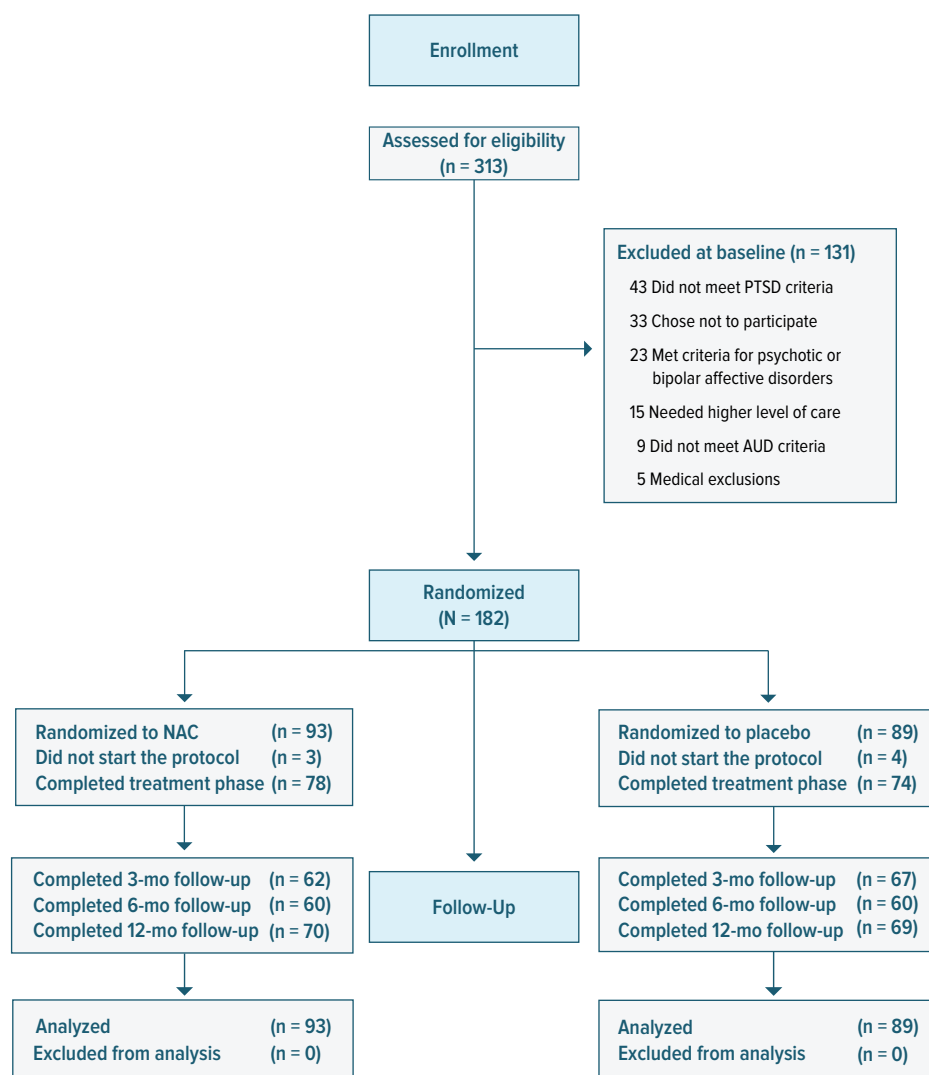 Enrollment
Assessed for eligibility
(n = 313)
Excluded at baseline (n = 131)
43 Did not meet PTSD criteria
33 Chose not to participate
23 Met criteria for psychotic or
bipolar affective disorders
15 Needed higher level of care
9 Did not meet AUD criteria
5 Medical exclusions
Randomized
(N = 182)
Randomized to NAC (n = 93)
Did not start the protocol (n = 3)
Completed treatment phase (n = 78)
Randomized to placebo (n = 89)
Did not start the protocol (n = 4)
Completed treatment phase (n = 74)
Completed 3-mo follow-up (n = 62)
Completed 6-mo follow-up (n = 60)
Completed 12-mo follow-up (n = 70)
Follow-Up
Completed 3-mo follow-up (n = 67)
Completed 6-mo follow-up (n = 60)
Completed 12-mo follow-up (n = 69)
Analyzed (n = 93)
Excluded from analysis (n = 0)
Analyzed (n = 89)
Excluded from analysis (n = 0)